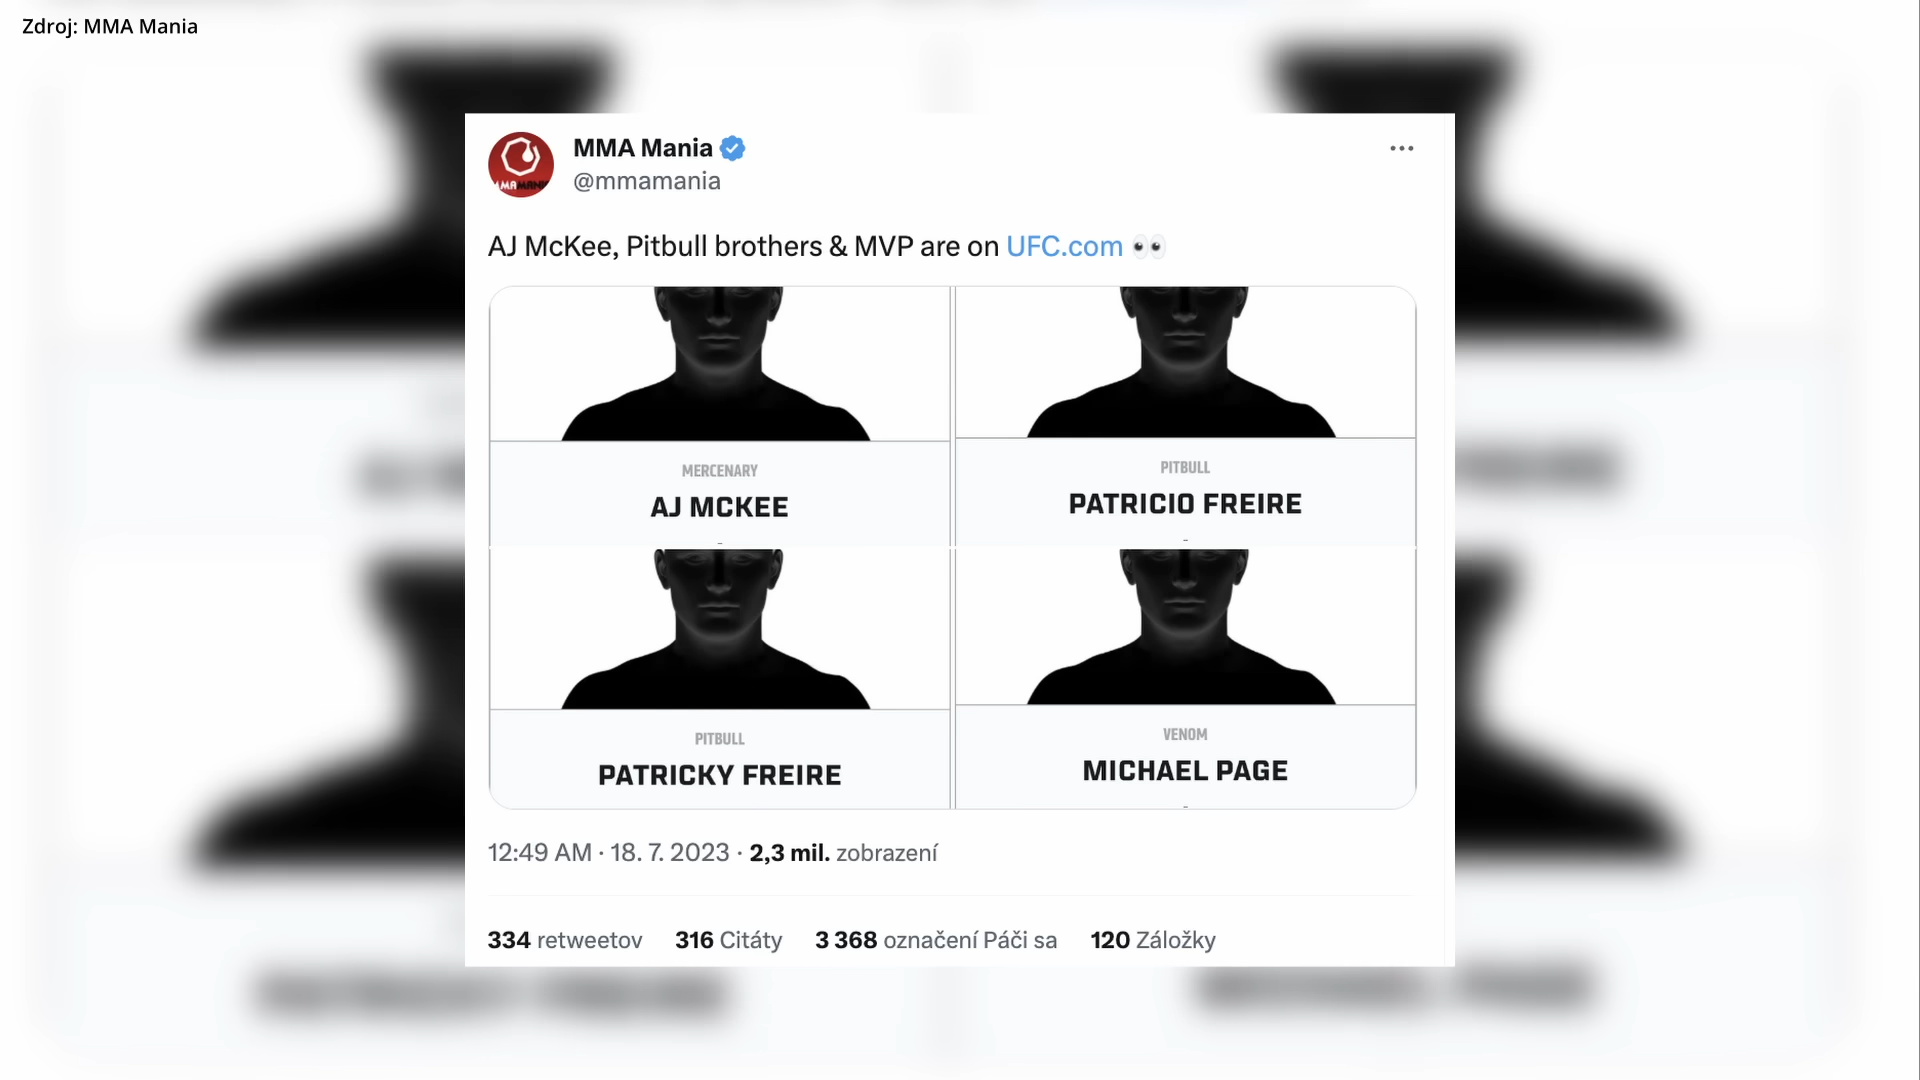 Zdroj: MMA Mania
MMA Mania
@mmamania
AJ McKee, Pitbull brothers & MVP are on UFC.com 👀
MERCENARY
AJ MCKEE
PITBULL
PATRICIO FREIRE
PITBULL
PATRICKY FREIRE
VENOM
MICHAEL PAGE
12:49 AM · 18. 7. 2023 · 2,3 mil. zobrazení
334 retweetov 316 Citáty 3 368 označení Páči sa 120 Záložky